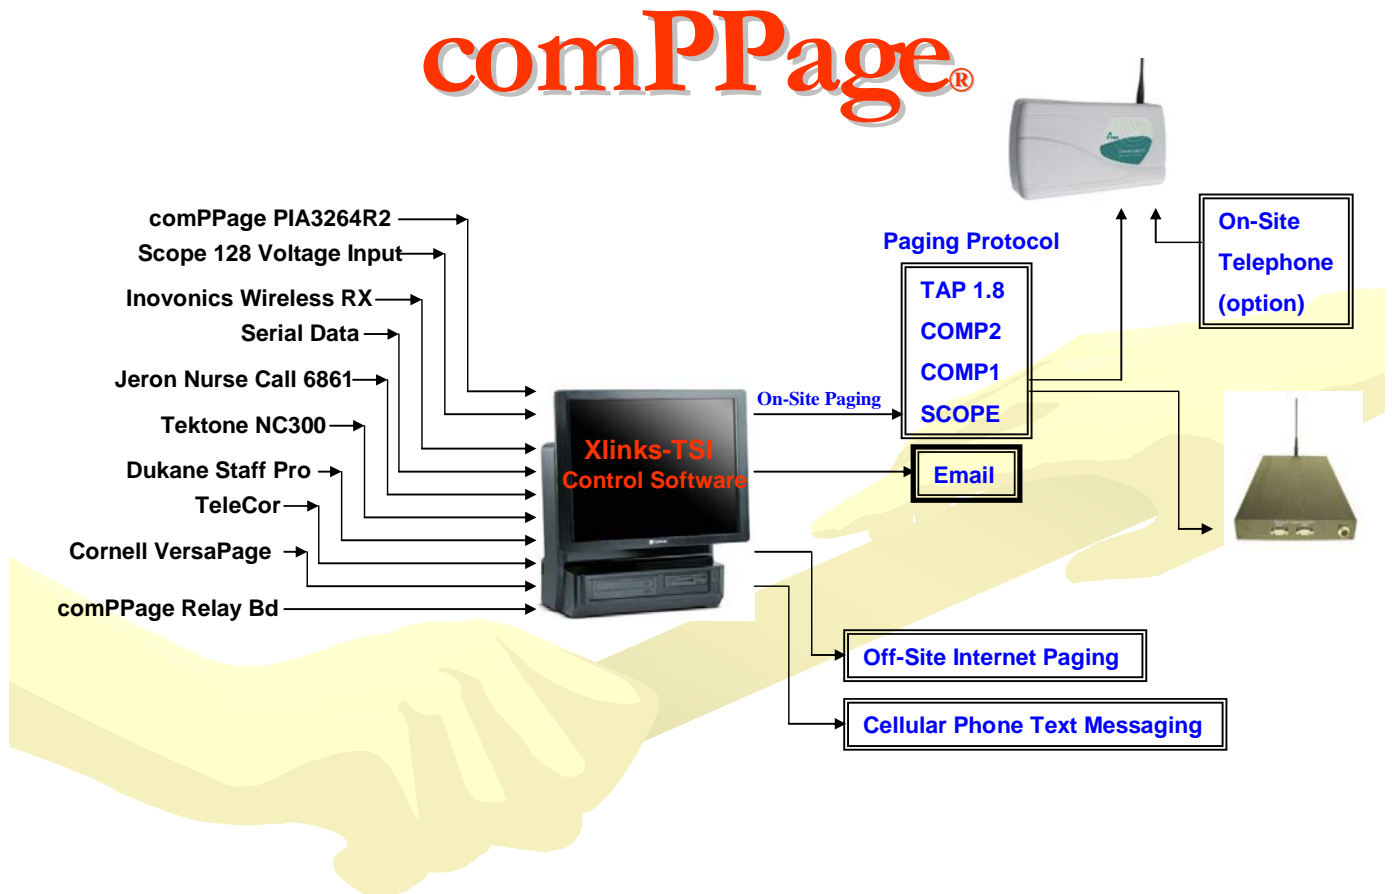 comPPage®
comPPage PIA3264R2
Scope 128 Voltage Input
Inovonics Wireless RX
Serial Data
Jeron Nurse Call 6861
Tektone NC300
Dukane Staff Pro
TeleCor
Cornell VersaPage
comPPage Relay Bd
Xlinks-TSI
Control Software
On-Site Paging
Paging Protocol
TAP 1.8
COMP2
COMP1
SCOPE
Email
On-Site
Telephone
(option)
Off-Site Internet Paging
Cellular Phone Text Messaging